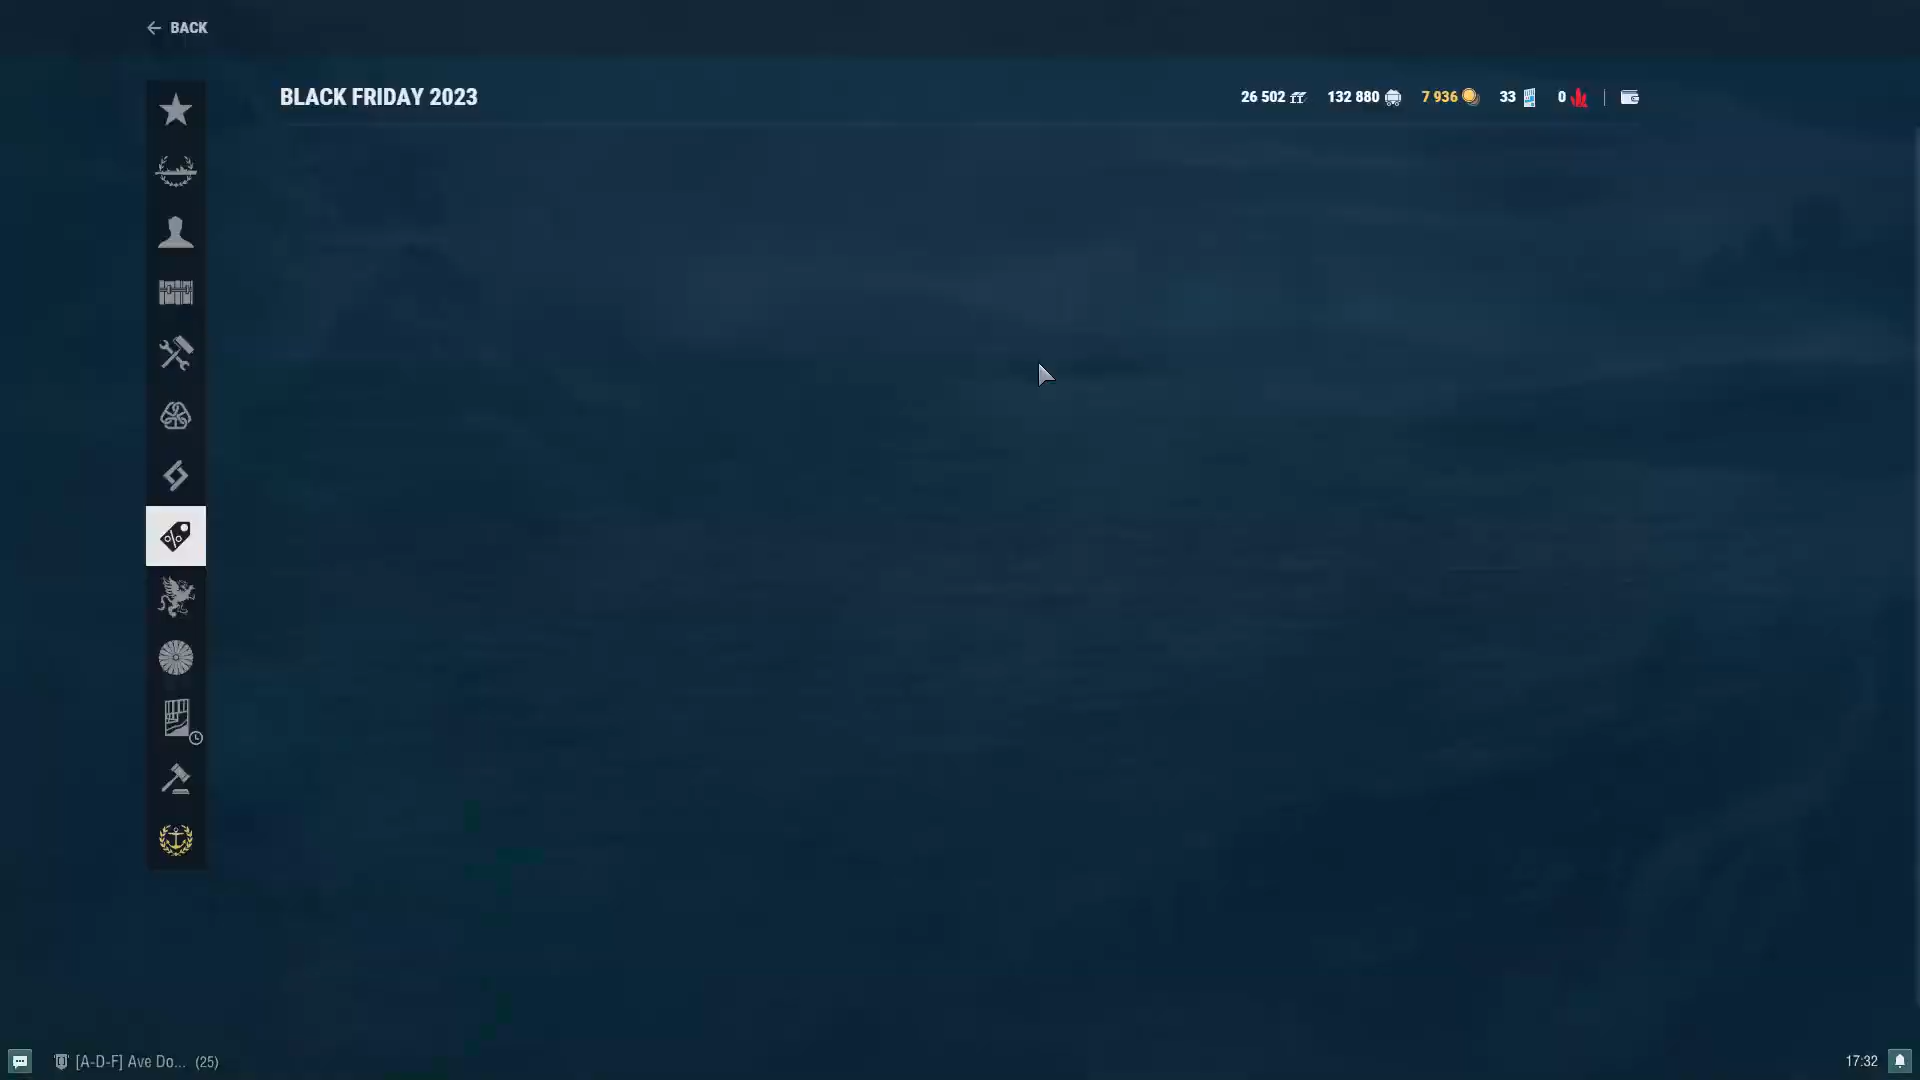 BACK
BLACK FRIDAY 2023
26 502 132 880 7 936 33 0
[A-D-F] Ave Do... (25)
17:32